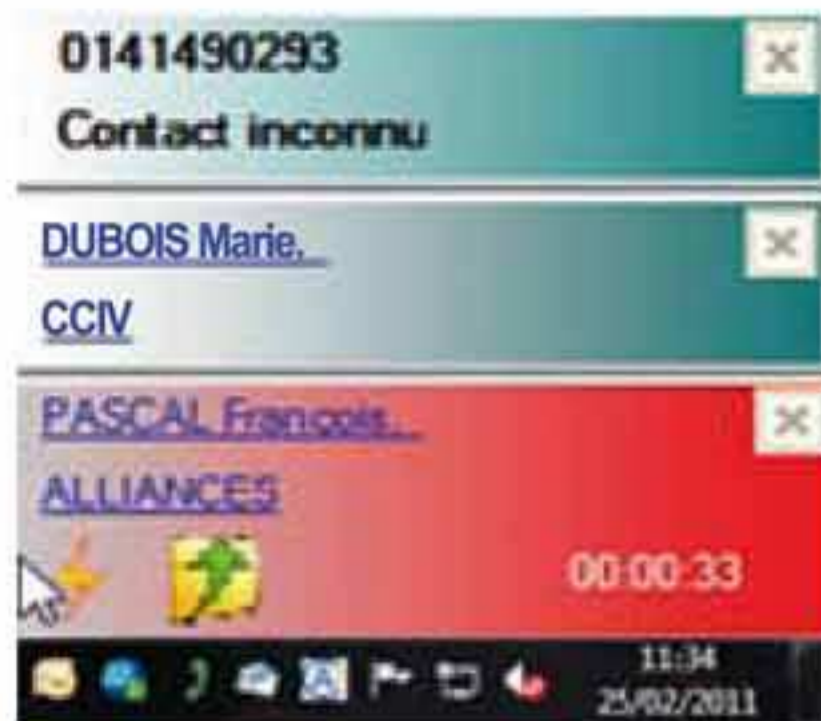 0141490293
Contact inconnu
DUBOIS Marie.
CCIV
PASCAL François...
ALLIANCES
00:00:33
11:34
25/02/2011